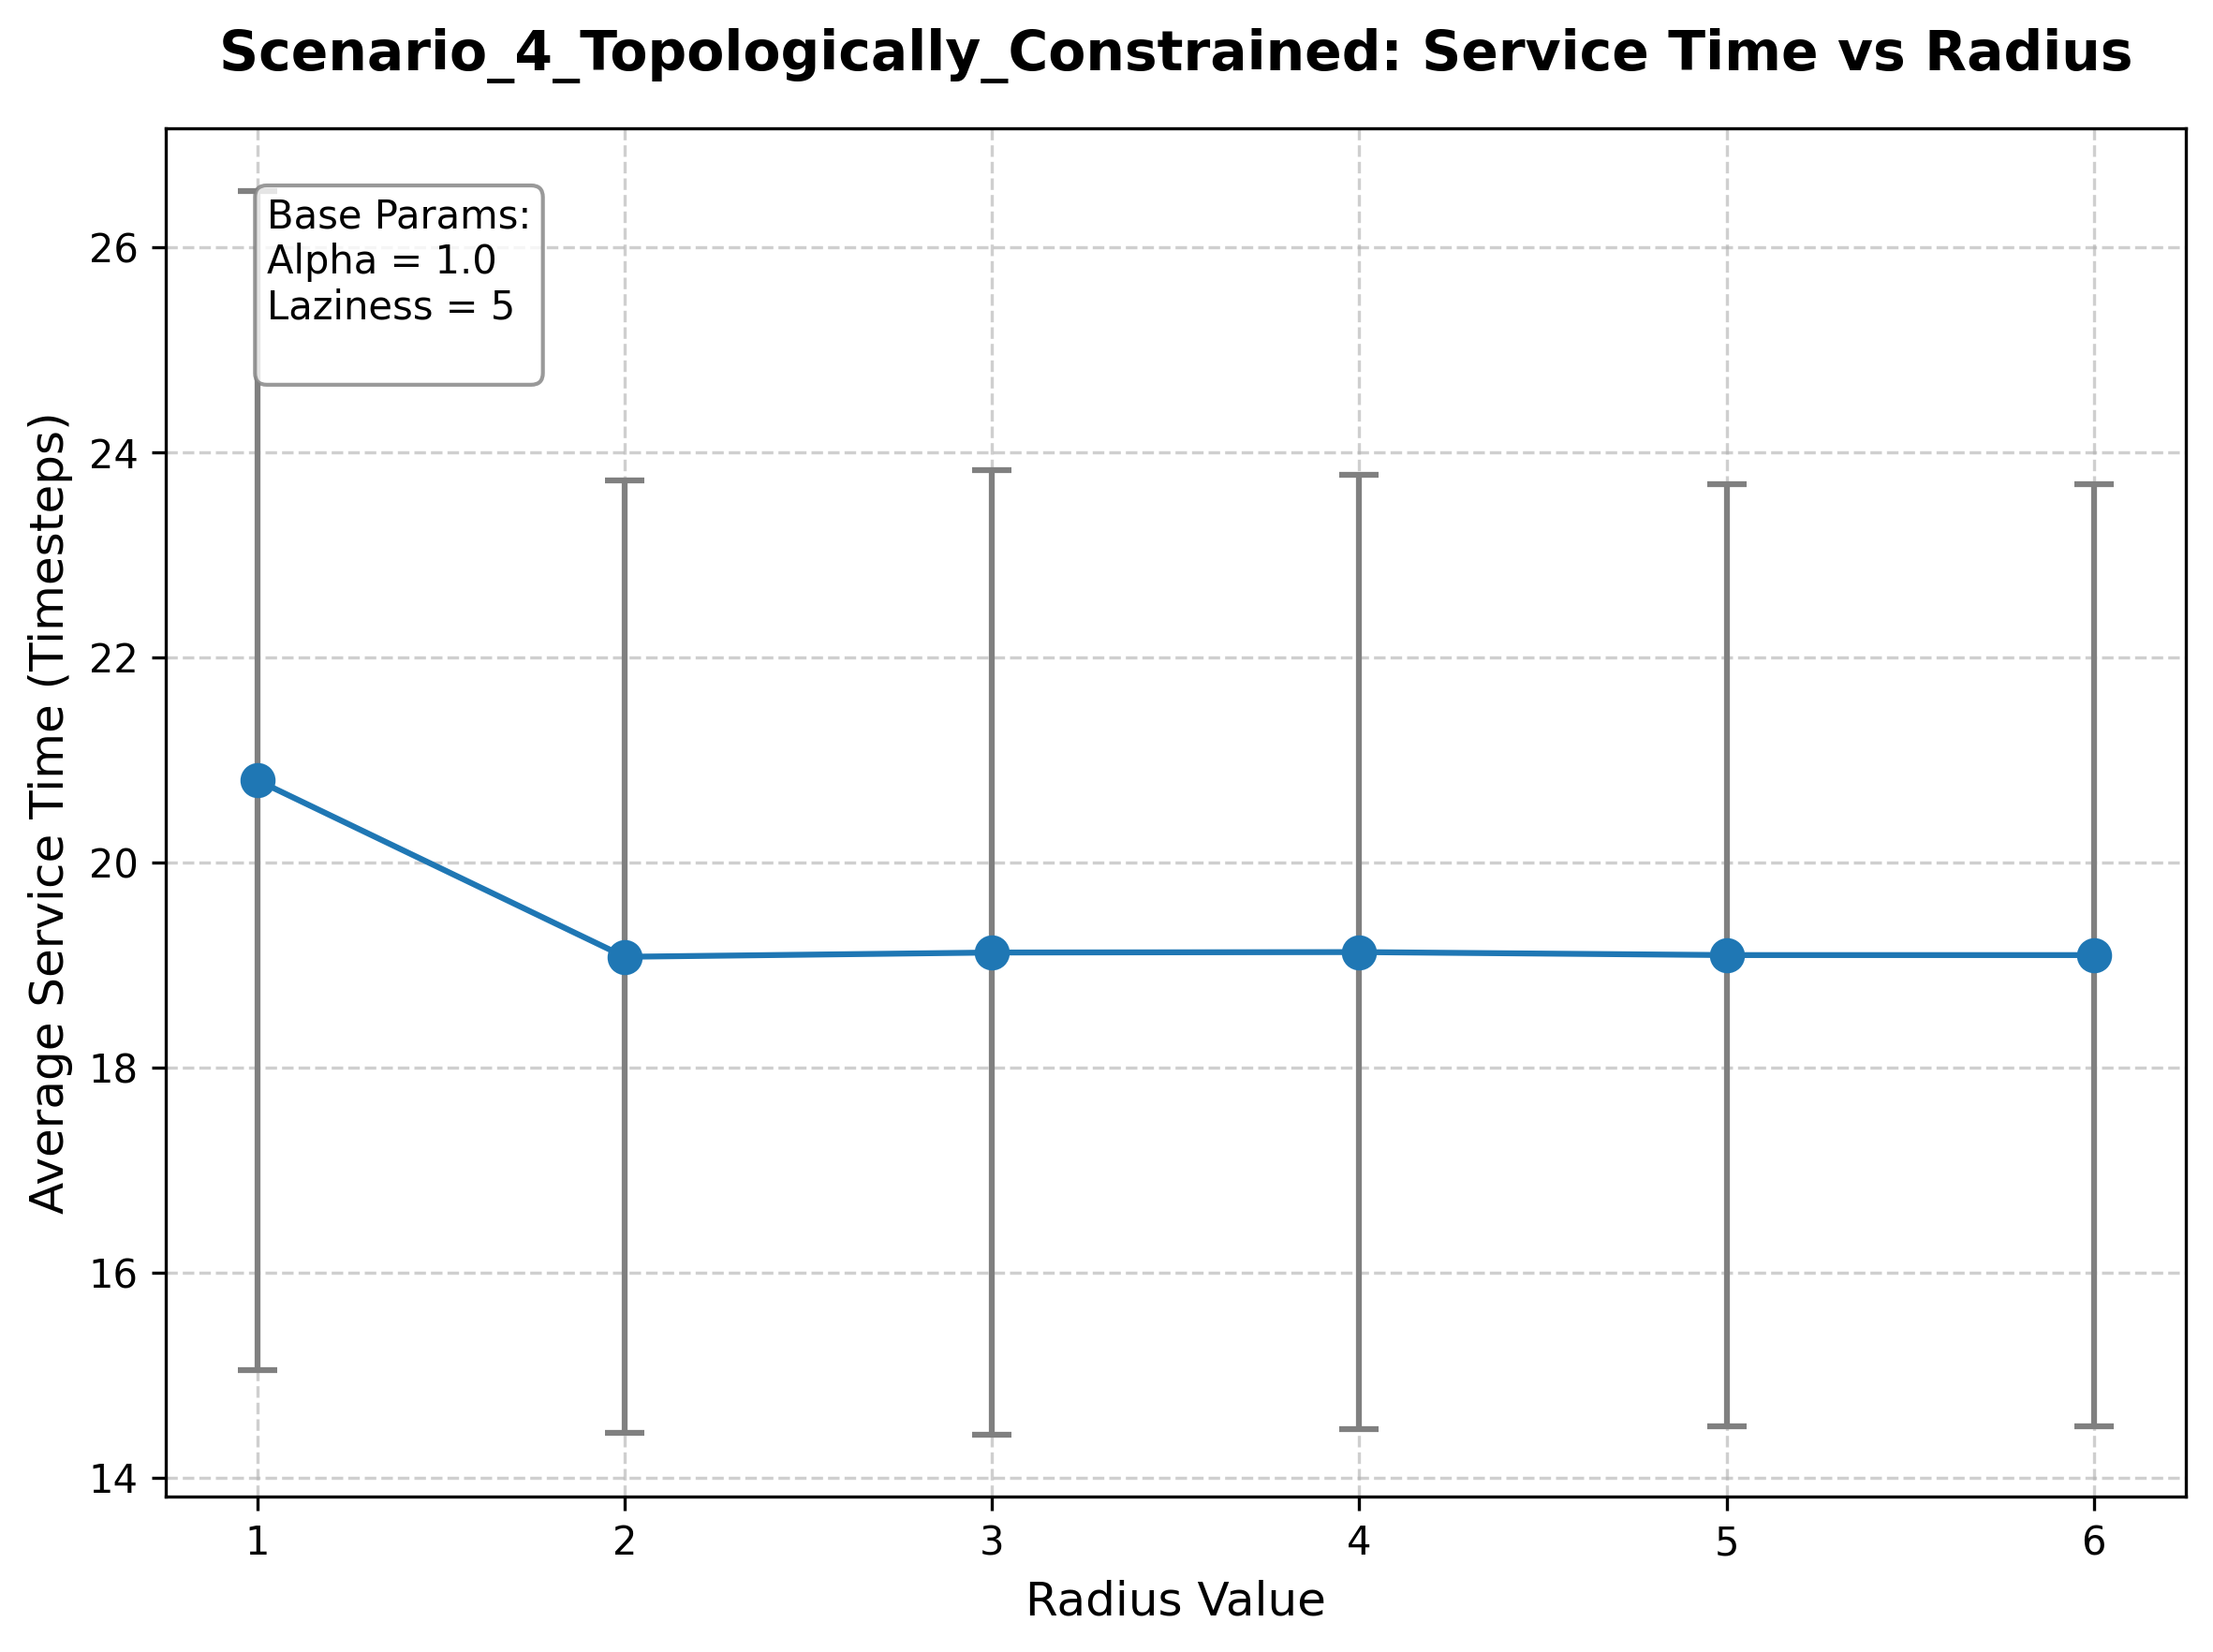 Scenario_4_Topologically_Constrained: Service Time vs Radius
Base Params:
Alpha = 1.0
Laziness = 5
Average Service Time (Timesteps)
26
24
22
20
18
16
14
1 2 3 4 5 6
Radius Value